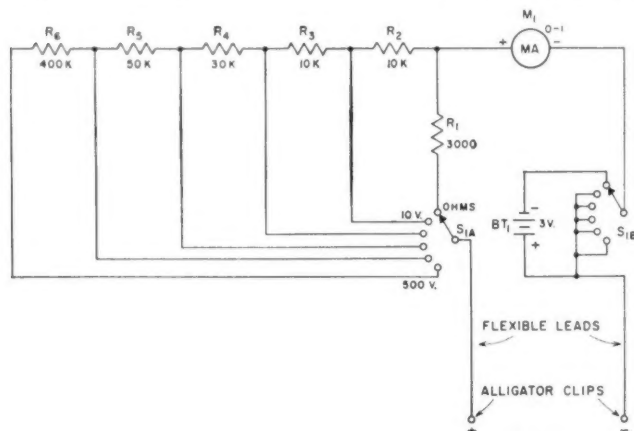 R6
400K
R5
50K
R4
30K
R3
10K
R2
10K
M1
0-1
+ MA -
R1
3000
OHMS
10 V.
S1A
500 V.
-
BT1 3V.
+
S1B
FLEXIBLE LEADS
ALLIGATOR CLIPS
+ -